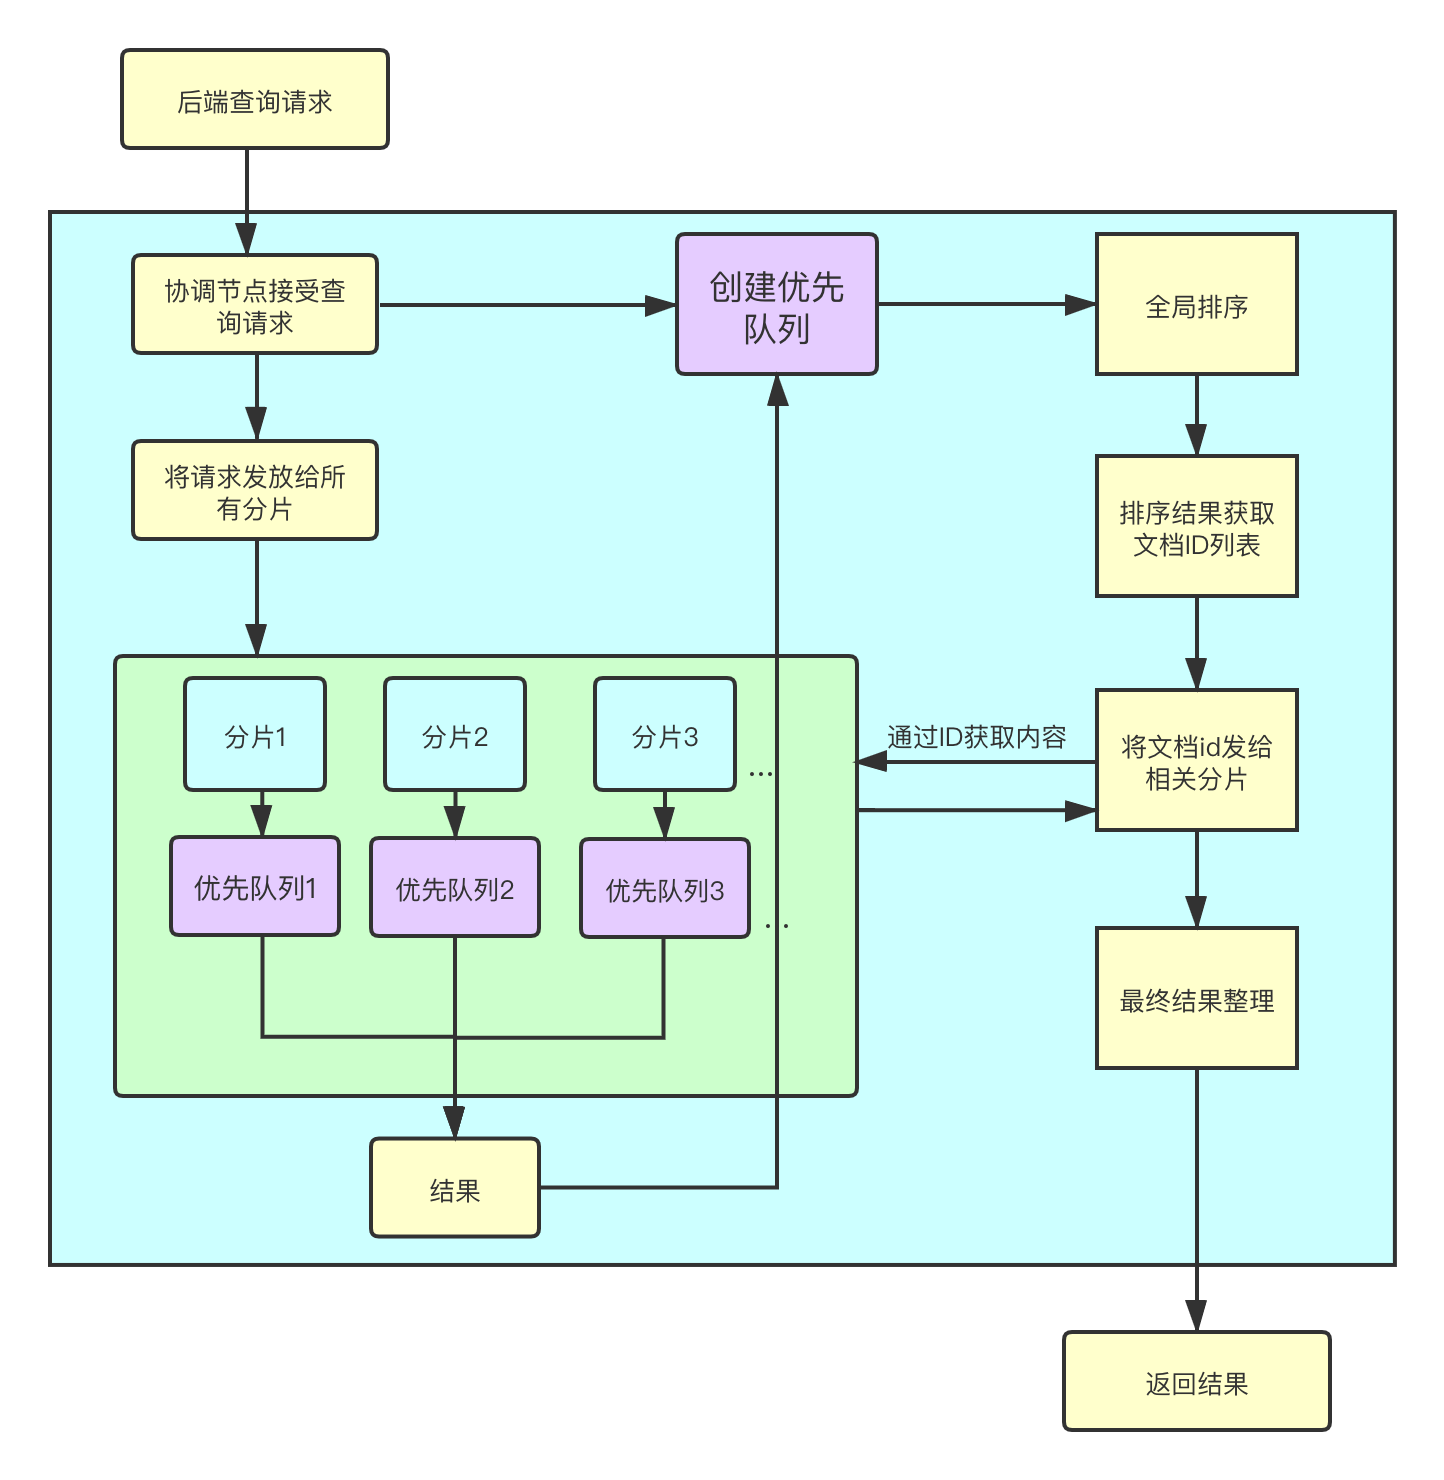 后端查询请求
协调节点接受查
询请求
创建优先
队列
全局排序
将请求发放给所
有分片
排序结果获取
文档ID列表
分片1
分片2
分片3
...
通过ID获取内容
将文档id发给
相关分片
优先队列1
优先队列2
优先队列3
...
最终结果整理
结果
返回结果